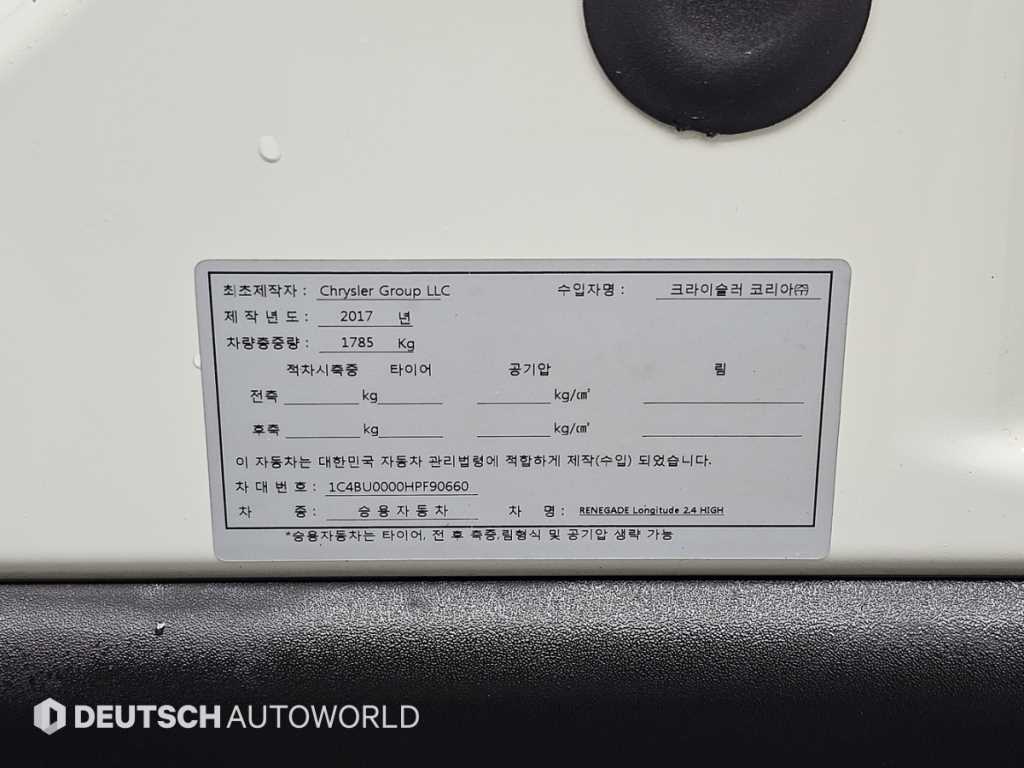 최초제작자 : Chrysler Group LLC 수입자명 : 크라이슬러 코리아㈜
제 작 년 도 : 2017 년
차량총중량 : 1785 Kg
적차시축중 타이어 공기압 림
전축 kg kg/㎠
후축 kg kg/㎠
이 자동차는 대한민국 자동차 관리법령에 적합하게 제작(수입) 되었습니다.
차 대 번 호 : 1C4BU0000HPF90660
차 종 : 승 용 자 동 차 차 명 : RENEGADE Longitude 2.4 HIGH
*승용자동차는 타이어, 전 후 축중,림형식 및 공기압 생략 가능
DEUTSCH AUTOWORLD